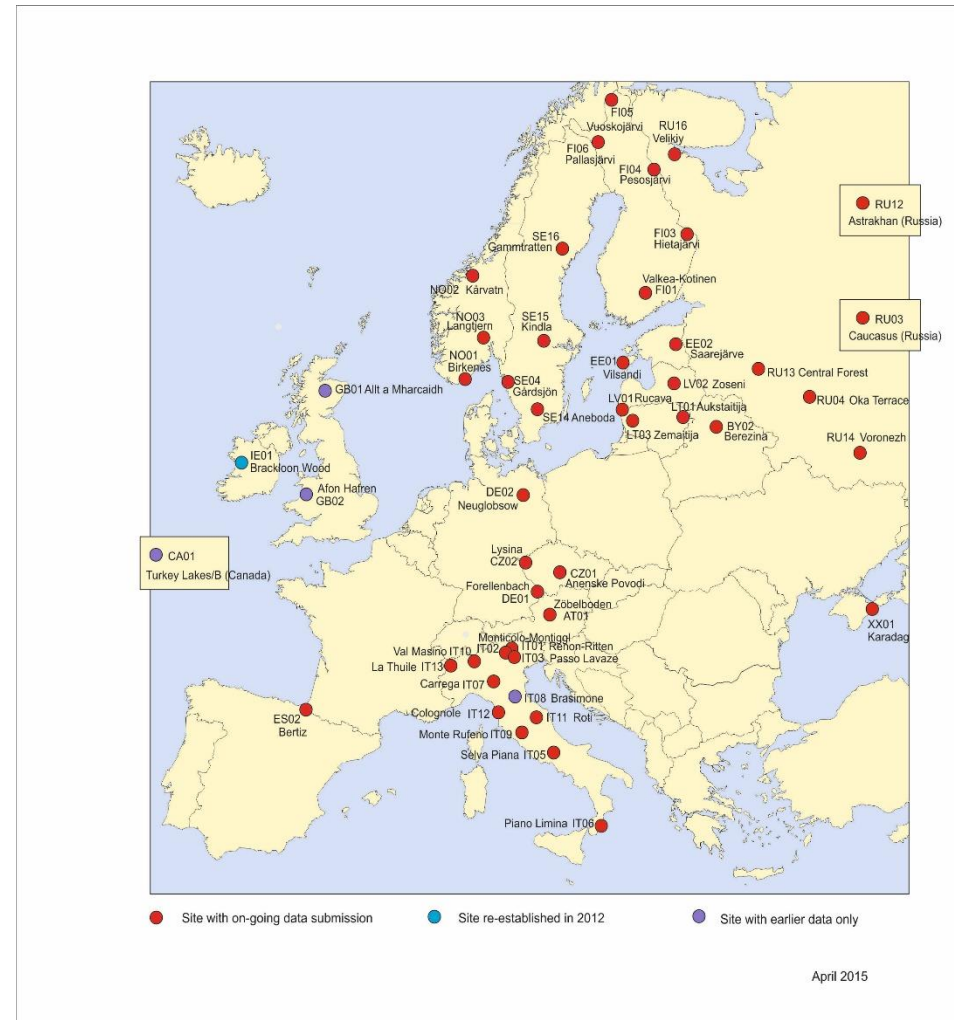 FI05
Vuoskojärvi
RU16
Velikiy
FI06
Pallasjärvi
FI04
Pesosjärvi
RU12
Astrakhan (Russia)
SE16
Gammtratten
FI03
Hietajärvi
NO02 Kårvatn
Valkea-Kotinen
FI01
RU03
Caucasus (Russia)
NO03
Langtjern
SE15
Kindla
EE02
Saarejärve
NO01
Birkenes
EE01
Vilsandi
RU13 Central Forest
GB01 Allt a Mharcaidh
SE04
Gårdsjön
LV02 Zoseni
RU04 Oka Terrace
SE14 Aneboda
LV01 Rucava
LT01 Aukstaitija
LT03 Zemaitija
BY02
Berezina
RU14 Voronezh
IE01
Brackloon Wood
Afon Hafren
GB02
DE02
Neuglobsow
CA01
Turkey Lakes/B (Canada)
Lysina
CZ02
CZ01
Anenske Povodi
Forellenbach
DE01
Zöbelboden
AT01
XX01
Karadag
Monticolo-Montiggl
IT02
IT01 Renon-Ritten
Val Masino IT10
IT03 Passo Lavaze
La Thuile IT13
Carrega IT07
IT08 Brasimone
ES02
Bertiz
Colognole IT12
IT11 Roti
Monte Rufeno IT09
Selva Piana IT05
Piano Limina IT06
Site with on-going data submission
Site re-established in 2012
Site with earlier data only
April 2015